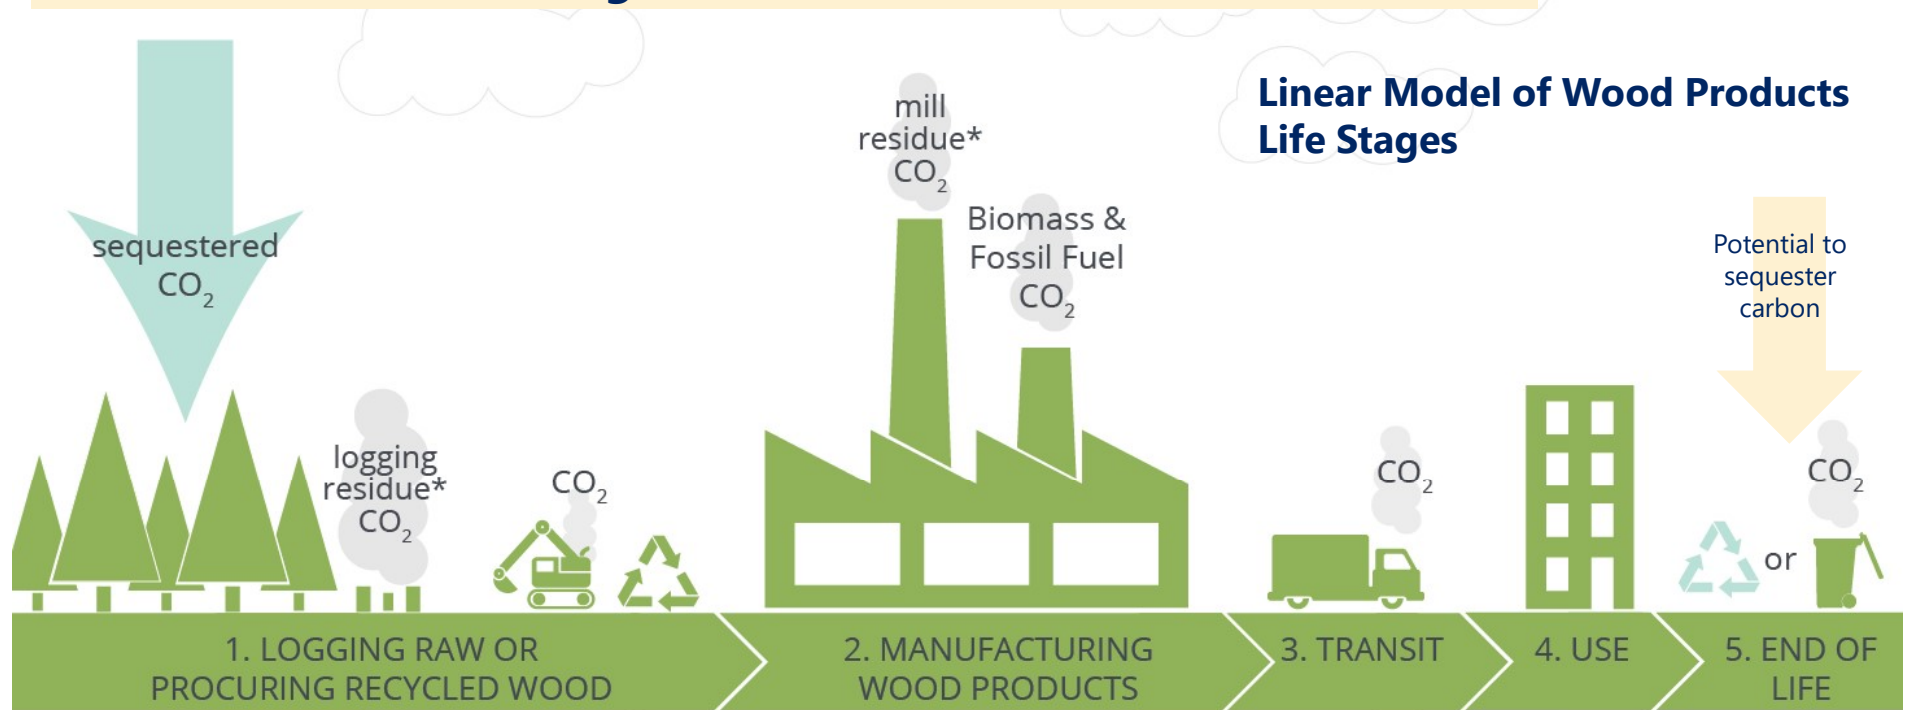 Linear Model of Wood Products
Life Stages
sequestered
CO₂
logging
residue*
CO₂
CO₂
mill
residue*
CO₂
Biomass &
Fossil Fuel
CO₂
CO₂
Potential to
sequester
carbon
CO₂
or
1. LOGGING RAW OR
PROCURING RECYCLED WOOD
2. MANUFACTURING
WOOD PRODUCTS
3. TRANSIT
4. USE
5. END OF
LIFE